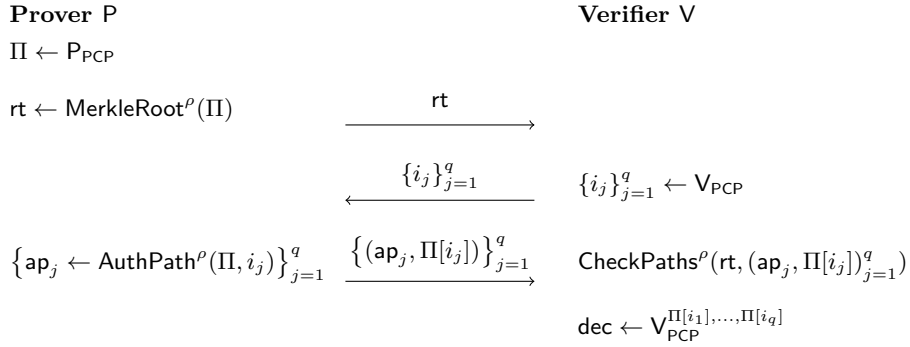 Prover P Verifier V
Π ← P_PCP
rt ← MerkleRoot^ρ(Π) rt
{i_j}_{j=1}^q {i_j}_{j=1}^q ← V_PCP
{ap_j ← AuthPath^ρ(Π, i_j)}_{j=1}^q {(ap_j, Π[i_j])}_{j=1}^q CheckPaths^ρ(rt, (ap_j, Π[i_j])_{j=1}^q)
dec ← V_PCP^{Π[i_1],...,Π[i_q]}